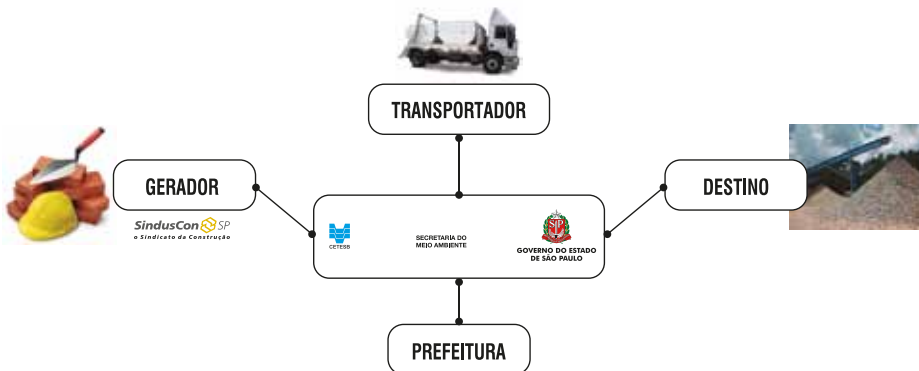 TRANSPORTADOR
GERADOR
DESTINO
SindusCon SP
o Sindicato da Construção
CETESB
SECRETARIA DO
MEIO AMBIENTE
GOVERNO DO ESTADO
DE SÃO PAULO
PREFEITURA